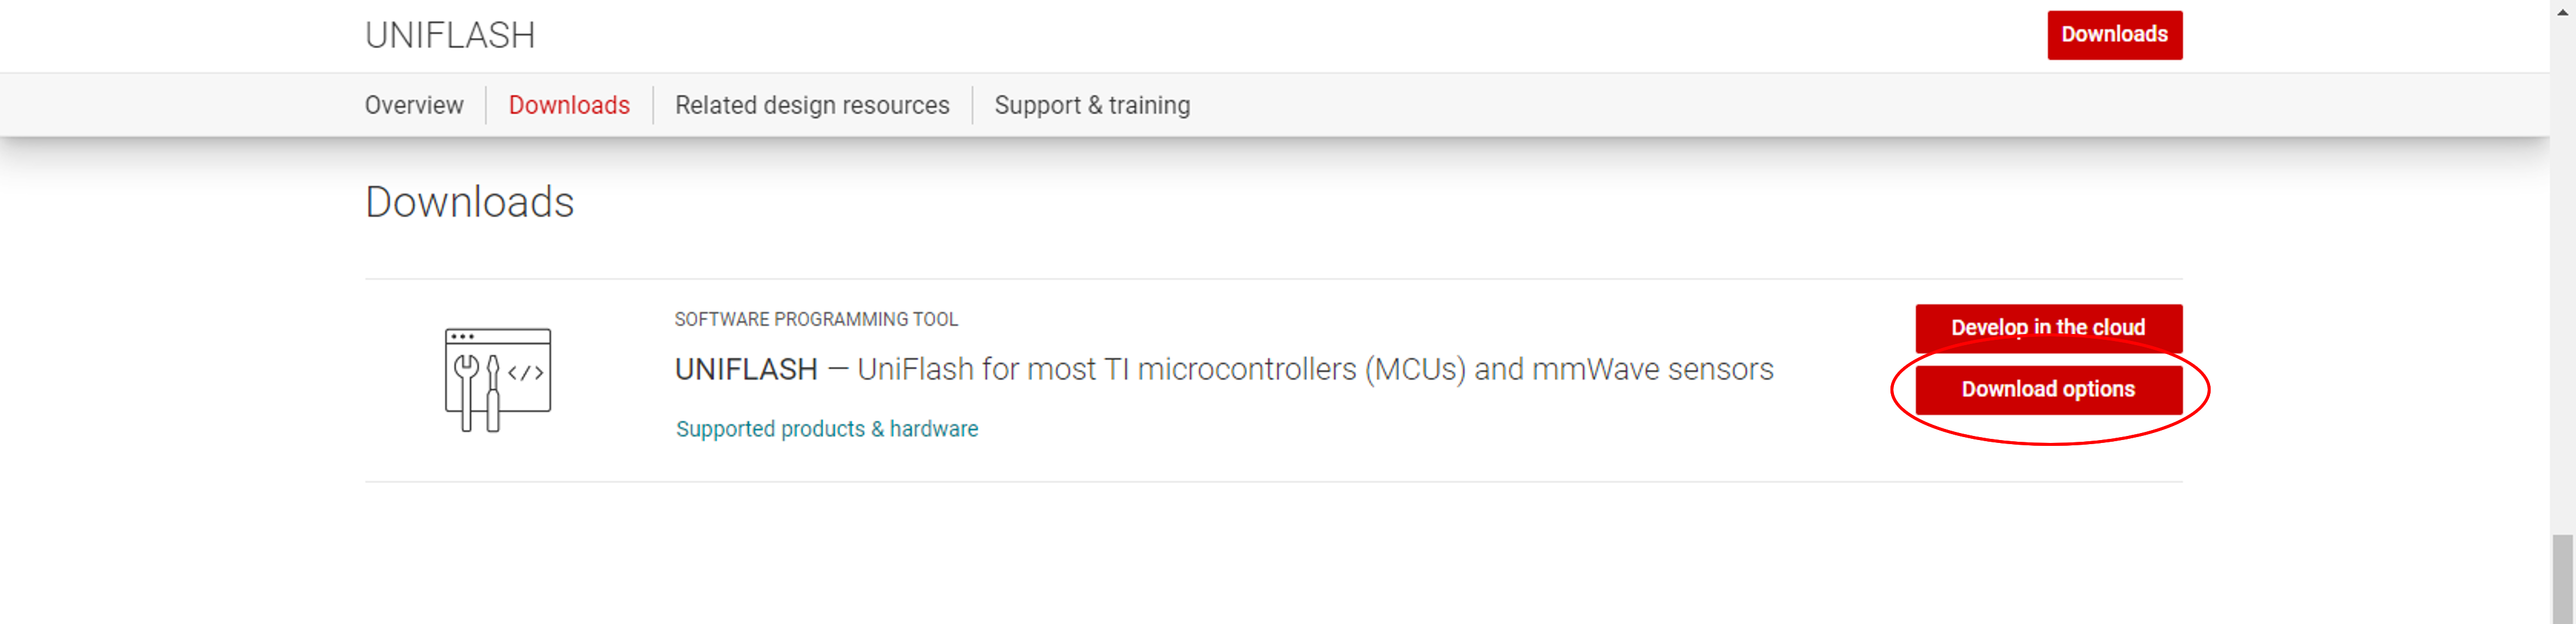 UNIFLASH
Downloads
Overview
Downloads
Related design resources
Support & training
Downloads
SOFTWARE PROGRAMMING TOOL
UNIFLASH — UniFlash for most TI microcontrollers (MCUs) and mmWave sensors
Supported products & hardware
Develop in the cloud
Download options